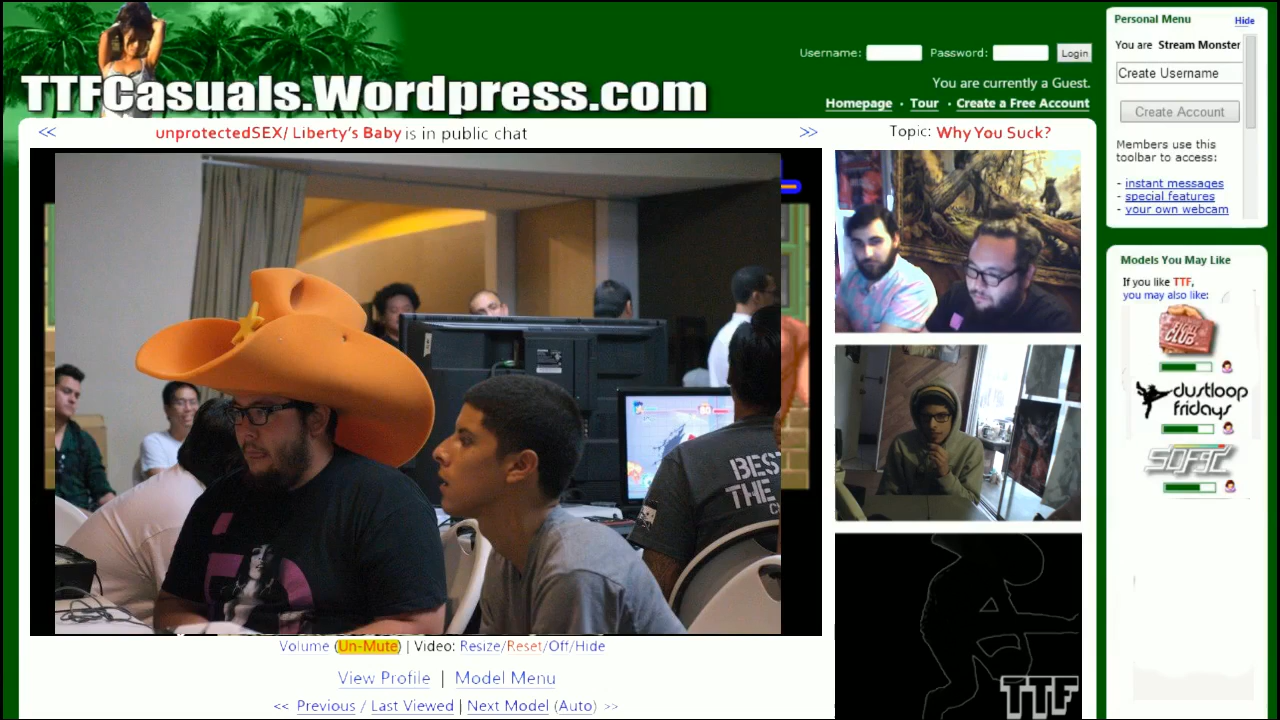 Username: Password: Login
You are currently a Guest.
Homepage · Tour · Create a Free Account
TTFCasuals.Wordpress.com
<< unprotectedSEX/ Liberty's Baby is in public chat >>
Topic: Why You Suck?
BEST
THE
Volume (Un-Mute) | Video: Resize/Reset/Off/Hide
View Profile | Model Menu
<< Previous / Last Viewed | Next Model (Auto) >>
TTF
Personal Menu Hide
You are Stream Monster
Create Username
Create Account
Members use this
toolbar to access:
- instant messages
- special features
- your own webcam
Models You May Like
If you like TTF,
you may also like:
FIGHT
CLUB
dustloop
fridays